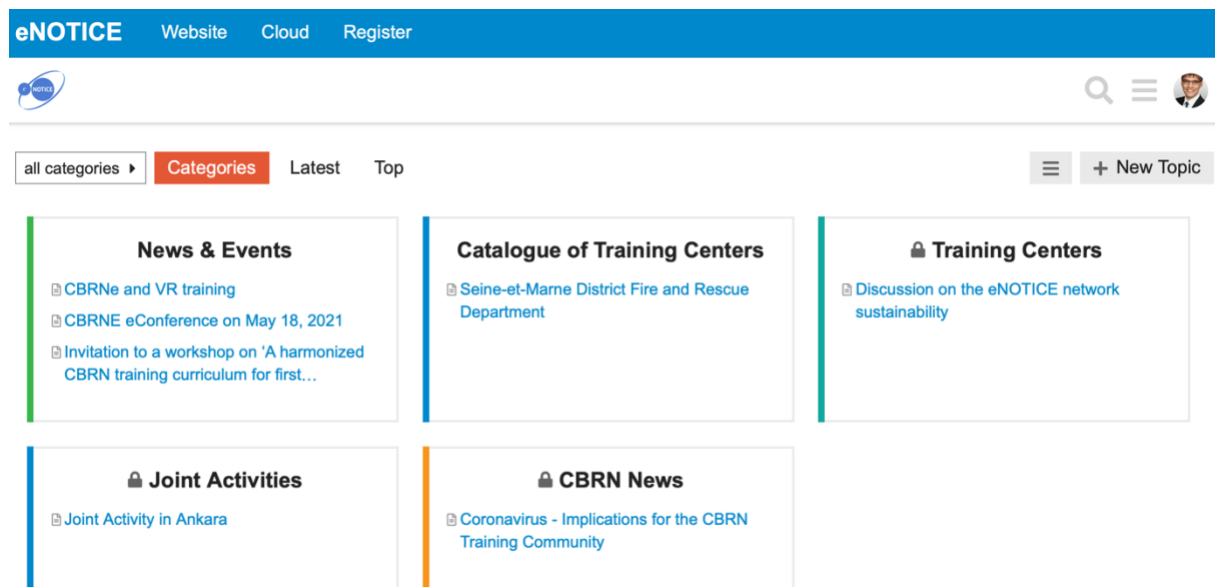 eNOTICE Website Cloud Register
NOTICE
all categories Categories Latest Top
+ New Topic
News & Events
CBRNe and VR training
CBRNE eConference on May 18, 2021
Invitation to a workshop on ‘A harmonized
CBRN training curriculum for first…
Catalogue of Training Centers
Seine-et-Marne District Fire and Rescue
Department
Training Centers
Discussion on the eNOTICE network
sustainability
Joint Activities
Joint Activity in Ankara
CBRN News
Coronavirus - Implications for the CBRN
Training Community